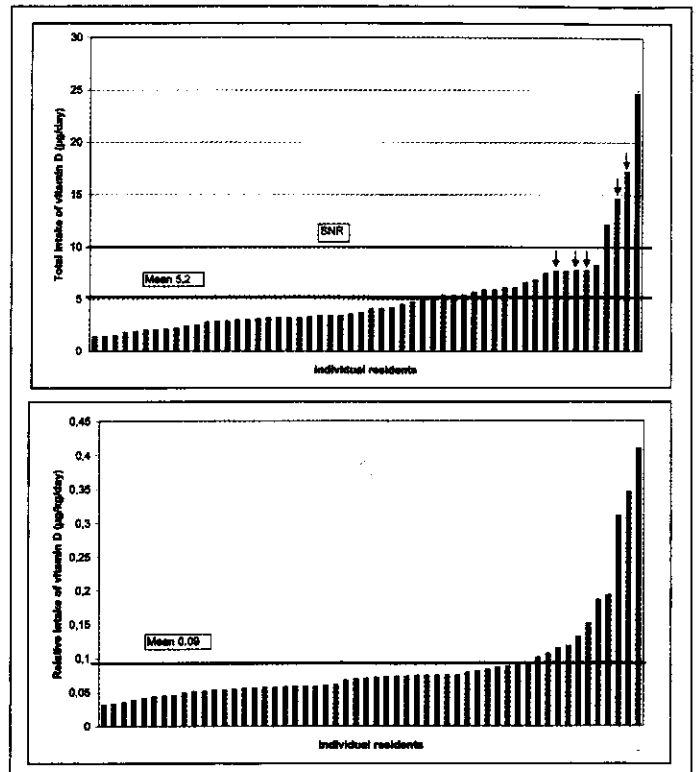 Total intake of vitamin D (µg/day)
30
25
20
15
10
5
0
SNR
Mean 5,2
Individual residents
Relative intake of vitamin D (µg/kg/day)
0,45
0,4
0,35
0,3
0,25
0,2
0,15
0,1
0,05
0
Mean 0.09
Individual residents